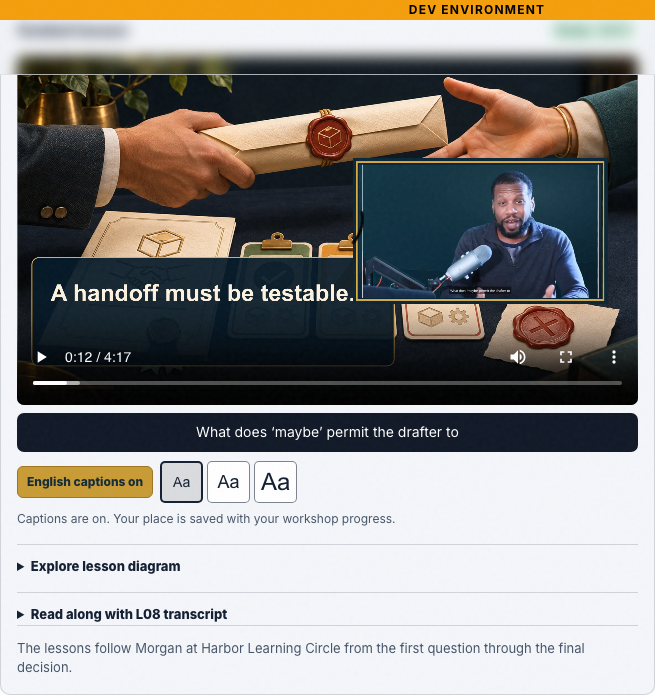 DEV ENVIRONMENT
A handoff must be testable.
0:12 / 4:17
What does ‘maybe’ permit the drafter to
English captions on
Aa
Aa
Aa
Captions are on. Your place is saved with your workshop progress.
Explore lesson diagram
Read along with L08 transcript
The lessons follow Morgan at Harbor Learning Circle from the first question through the final
decision.